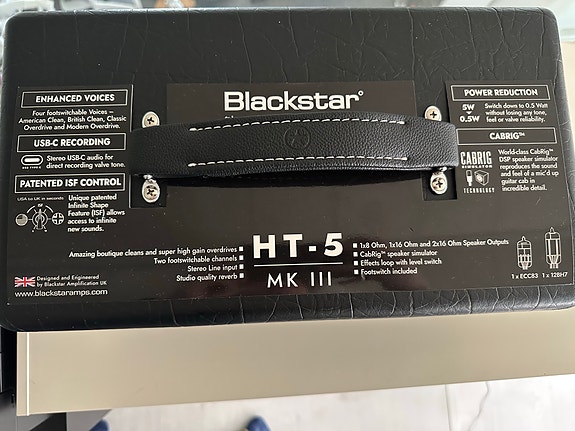 Blackstar
ENHANCED VOICES
Four footswitchable Voices –
American Clean, British Clean, Classic
Overdrive and Modern Overdrive.
USB-C RECORDING
Stereo USB-C audio for
direct recording valve tone.
PATENTED ISF CONTROL
USA to UK in seconds
Unique patented
Infinite Shape
Feature (ISF) allows
access to infinite
new sounds.
POWER REDUCTION
5W
0.5W
Switch down to 0.5 Watt
without losing any tone,
feel or valve reliability.
CABRIG™
CABRIG
SIMULATOR
TECHNOLOGY
World-class CabRig™
DSP speaker simulator
reproduces the sound
and feel of a mic'd up
guitar cab in
incredible detail.
Amazing boutique cleans and super high gain overdrives
Two footswitchable channels
Stereo Line input
Studio quality reverb
HT-5
MK III
1x8 Ohm, 1x16 Ohm and 2x16 Ohm Speaker Outputs
CabRig™ speaker simulator
Effects loop with level switch
Footswitch included
Designed and Engineered
by Blackstar Amplification UK
www.blackstaramps.com
1 x ECC83 1 x 12BH7